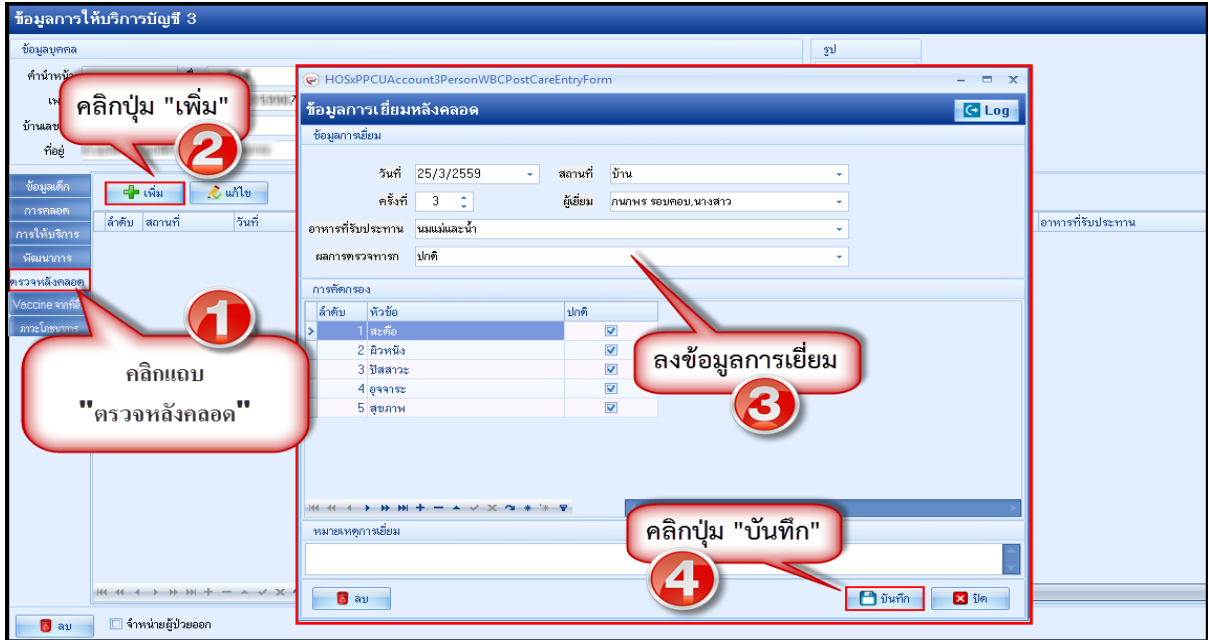 ข้อมูลการให้บริการบัญชี 3
ข้อมูลบุคคล
รูป
คำนำหน้า
บ้านเลข
ที่อยู่
คลิกปุ่ม "เพิ่ม"
2
ข้อมูลเด็ก
การคลอด
การให้บริการ
พัฒนาการ
ตรวจหลังคลอด
Vaccine จากที่อื่
ภาวะโภชนาการ
เพิ่ม
แก้ไข
ลำดับ สถานที่ วันที่
อาหารที่รับประทาน
1
คลิกแถบ
"ตรวจหลังคลอด"
HOSxPPCUAccount3PersonWBCPostCareEntryForm
ข้อมูลการเยี่ยมหลังคลอด
Log
ข้อมูลการเยี่ยม
วันที่ 25/3/2559 สถานที่ บ้าน
ครั้งที่ 3 ผู้เยี่ยม กนกพร รอบคอบ,นางสาว
อาหารที่รับประทาน นมแม่และน้ำ
ผลการตรวจทารก ปกติ
การคัดกรอง
ลำดับ หัวข้อ ปกติ
1 สะดือ
2 ผิวหนัง
3 ปัสสาวะ
4 อุจจาระ
5 สุขภาพ
ลงข้อมูลการเยี่ยม
3
คลิกปุ่ม "บันทึก"
4
หมายเหตุการเยี่ยม
ลบ
บันทึก
ปิด
ลบ
จำหน่ายผู้ป่วยออก